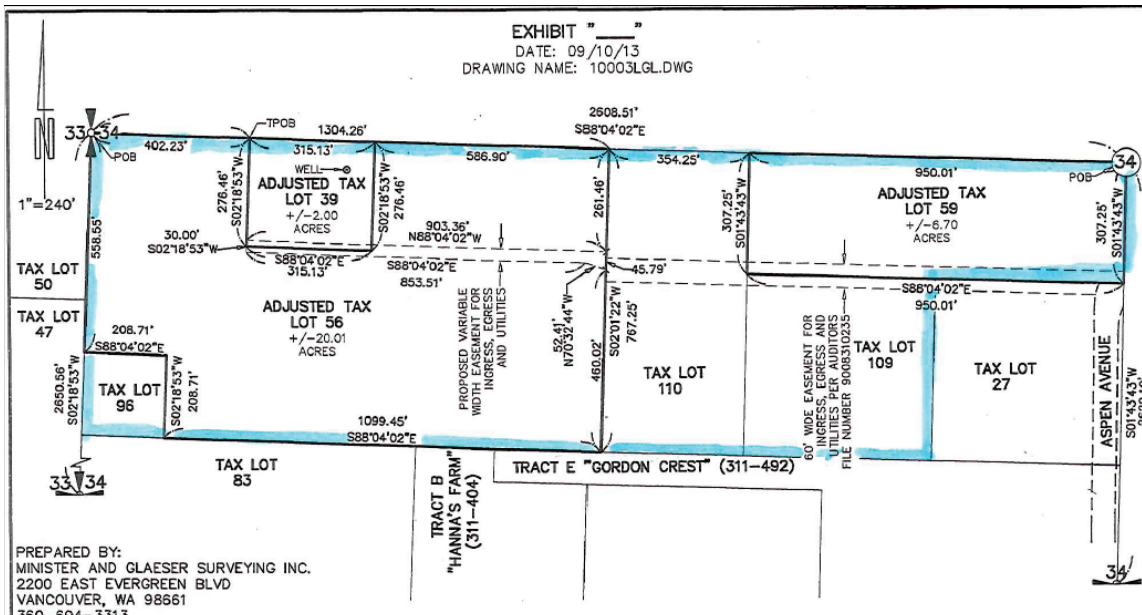 EXHIBIT "____"
DATE: 09/10/13
DRAWING NAME: 10003LGL.DWG
2608.51'
S88°04'02"E
33
34
POB
TPOB
402.23'
1304.26'
315.13'
586.90'
354.25'
950.01'
POB
34
1"=240'
558.55'
276.46'
S02°18'53"W
WELL
ADJUSTED TAX
LOT 39
+/-2.00
ACRES
S02°18'53"W
276.46'
30.00'
S02°18'53"W
S88°04'02"E
315.13'
903.36'
N88°04'02"W
S88°04'02"E
853.51'
261.46'
45.79'
52.41'
N70°32'44"W
S02°01'22"W
767.25'
460.02'
307.25'
S01°43'43"W
ADJUSTED TAX
LOT 59
+/-6.70
ACRES
S01°43'43"W
307.25'
S88°04'02"E
950.01'
TAX LOT
50
TAX LOT
47
ADJUSTED TAX
LOT 56
+/-20.01
ACRES
PROPOSED VARIABLE
WIDTH EASEMENT FOR
INGRESS, EGRESS
AND UTILITIES
208.71'
S88°04'02"E
2650.56'
S02°18'53"W
TAX LOT
96
S02°18'53"W
208.71'
1099.45'
S88°04'02"E
TAX LOT
110
60' WIDE EASEMENT FOR
INGRESS, EGRESS AND
UTILITIES PER AUDITORS
FILE NUMBER 9008310235
TAX LOT
109
TAX LOT
27
ASPEN AVENUE
S01°43'43"W
TAX LOT
83
33
34
TRACT B
"HANNA'S FARM"
(311-404)
TRACT E "GORDON CREST" (311-492)
34
PREPARED BY:
MINISTER AND GLAESER SURVEYING INC.
2200 EAST EVERGREEN BLVD
VANCOUVER, WA 98661
360-694-3313